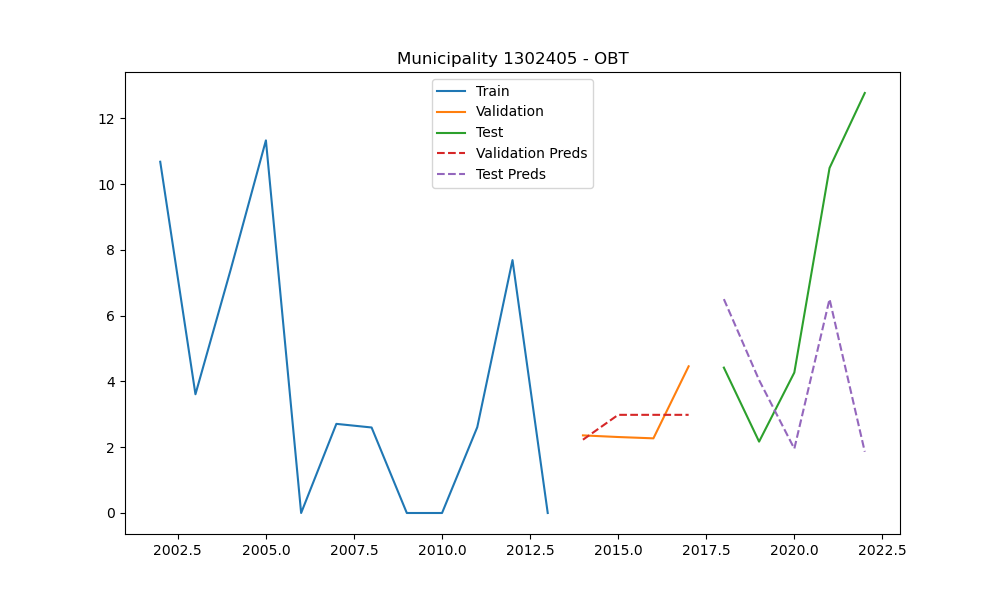 Municipality 1302405 - OBT
Train
Validation
Test
Validation Preds
Test Preds
12
10
8
6
4
2
0
2002.5 2005.0 2007.5 2010.0 2012.5 2015.0 2017.5 2020.0 2022.5